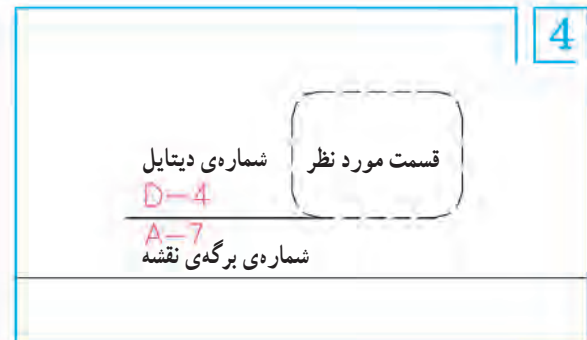 4
قسمت مورد نظر
شماره‌ی دیتایل
D-4
A-7
شماره‌ی برگه‌ی نقشه